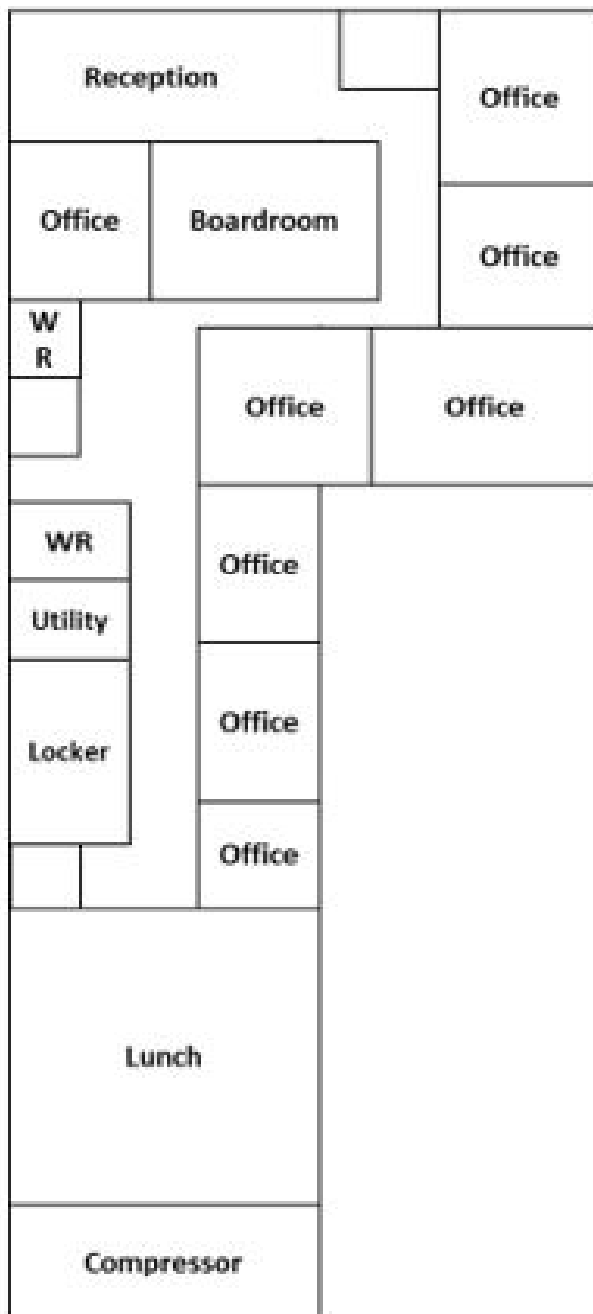 Reception
Office
Office
Boardroom
Office
W
R
Office
Office
WR
Office
Utility
Office
Locker
Office
Lunch
Compressor